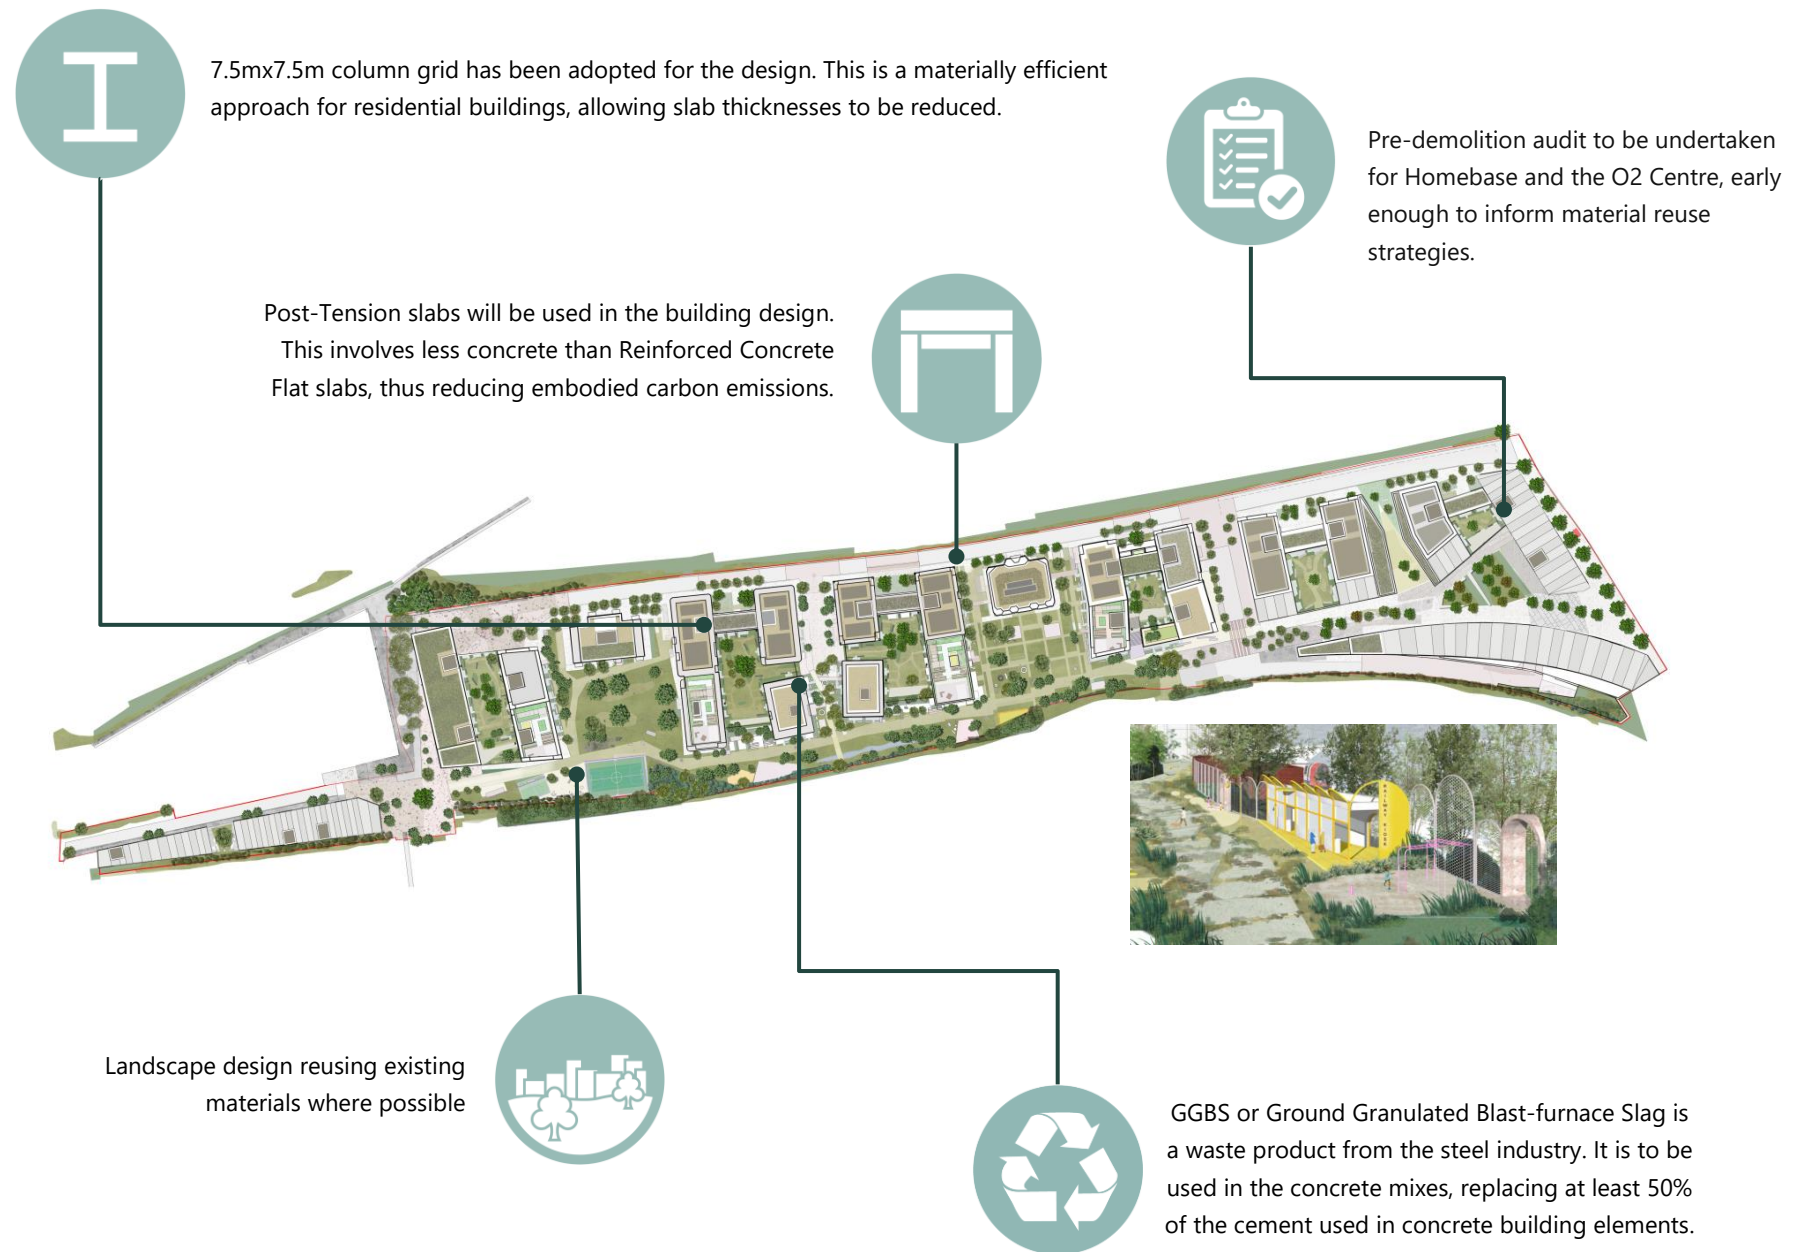 7.5mx7.5m column grid has been adopted for the design. This is a materially efficient
approach for residential buildings, allowing slab thicknesses to be reduced.
Pre-demolition audit to be undertaken
for Homebase and the O2 Centre, early
enough to inform material reuse
strategies.
Post-Tension slabs will be used in the building design.
This involves less concrete than Reinforced Concrete
Flat slabs, thus reducing embodied carbon emissions.
Landscape design reusing existing
materials where possible
GGBS or Ground Granulated Blast-furnace Slag is
a waste product from the steel industry. It is to be
used in the concrete mixes, replacing at least 50%
of the cement used in concrete building elements.